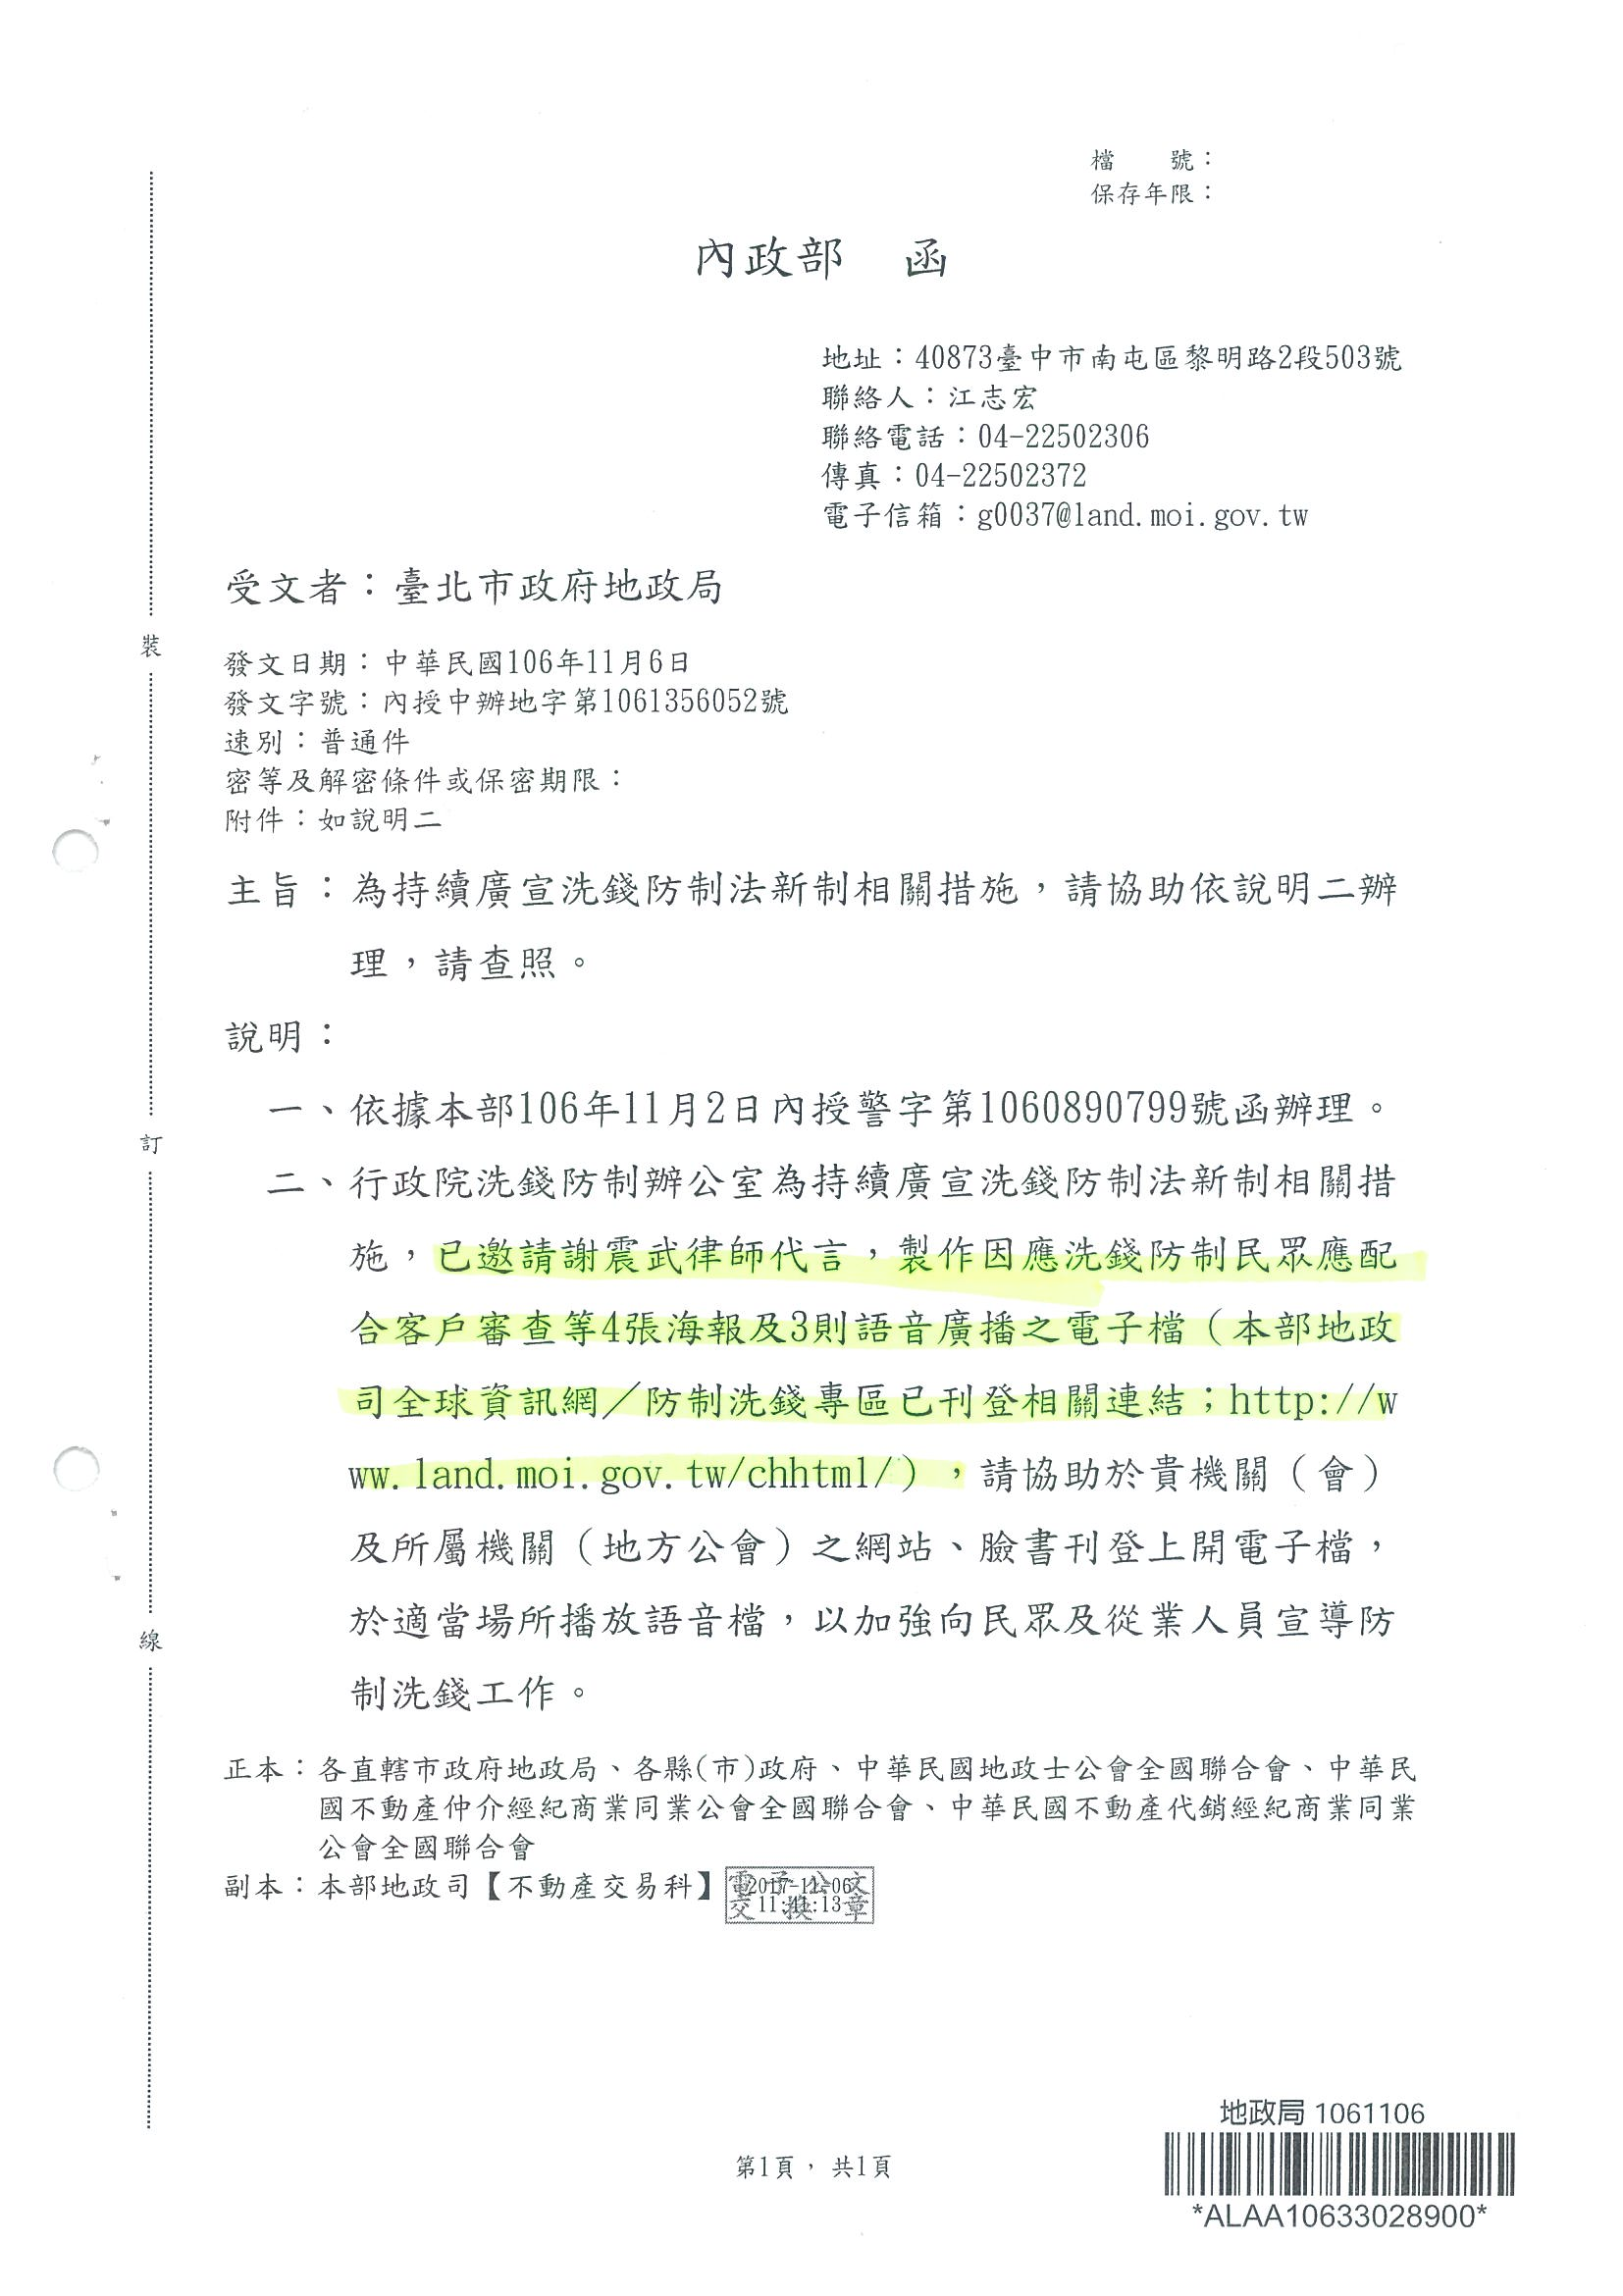 檔　　號：
保存年限：
內政部　函
地址：40873臺中市南屯區黎明路2段503號
聯絡人：江志宏
聯絡電話：04-22502306
傳真：04-22502372
電子信箱：g0037@land.moi.gov.tw
受文者：臺北市政府地政局
發文日期：中華民國106年11月6日
發文字號：內授中辦地字第1061356052號
速別：普通件
密等及解密條件或保密期限：
附件：如說明二
主旨：為持續廣宣洗錢防制法新制相關措施，請協助依說明二辦
理，請查照。
說明：
一、依據本部106年11月2日內授警字第1060890799號函辦理。
二、行政院洗錢防制辦公室為持續廣宣洗錢防制法新制相關措
施，已邀請謝震武律師代言，製作因應洗錢防制民眾應配
合客戶審查等4張海報及3則語音廣播之電子檔（本部地政
司全球資訊網／防制洗錢專區已刊登相關連結；http://w
ww.land.moi.gov.tw/chhtml/），請協助於貴機關（會）
及所屬機關（地方公會）之網站、臉書刊登上開電子檔，
於適當場所播放語音檔，以加強向民眾及從業人員宣導防
制洗錢工作。
正本：各直轄市政府地政局、各縣(市)政府、中華民國地政士公會全國聯合會、中華民
國不動產仲介經紀商業同業公會全國聯合會、中華民國不動產代銷經紀商業同業
公會全國聯合會
副本：本部地政司【不動產交易科】
電子公文
交換章
2017-11-06
11:41:13
裝
訂
線
地政局 1061106
第1頁，共1頁
*ALAA10633028900*